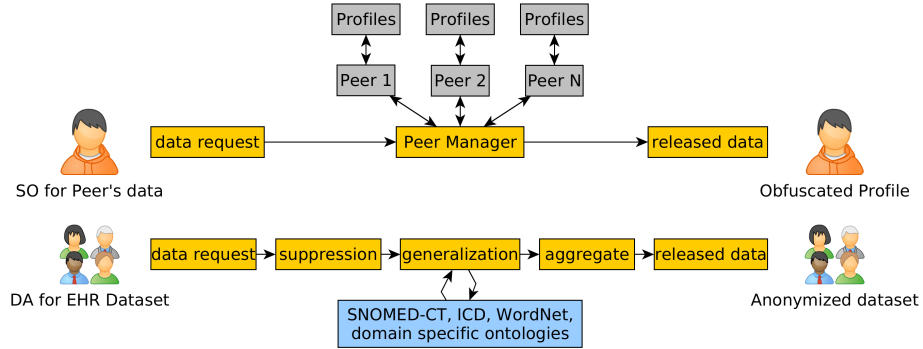 Profiles
Profiles
Profiles
Peer 1
Peer 2
Peer N
data request
Peer Manager
released data
SO for Peer's data
Obfuscated Profile
data request
suppression
generalization
aggregate
released data
DA for EHR Dataset
Anonymized dataset
SNOMED-CT, ICD, WordNet,
domain specific ontologies